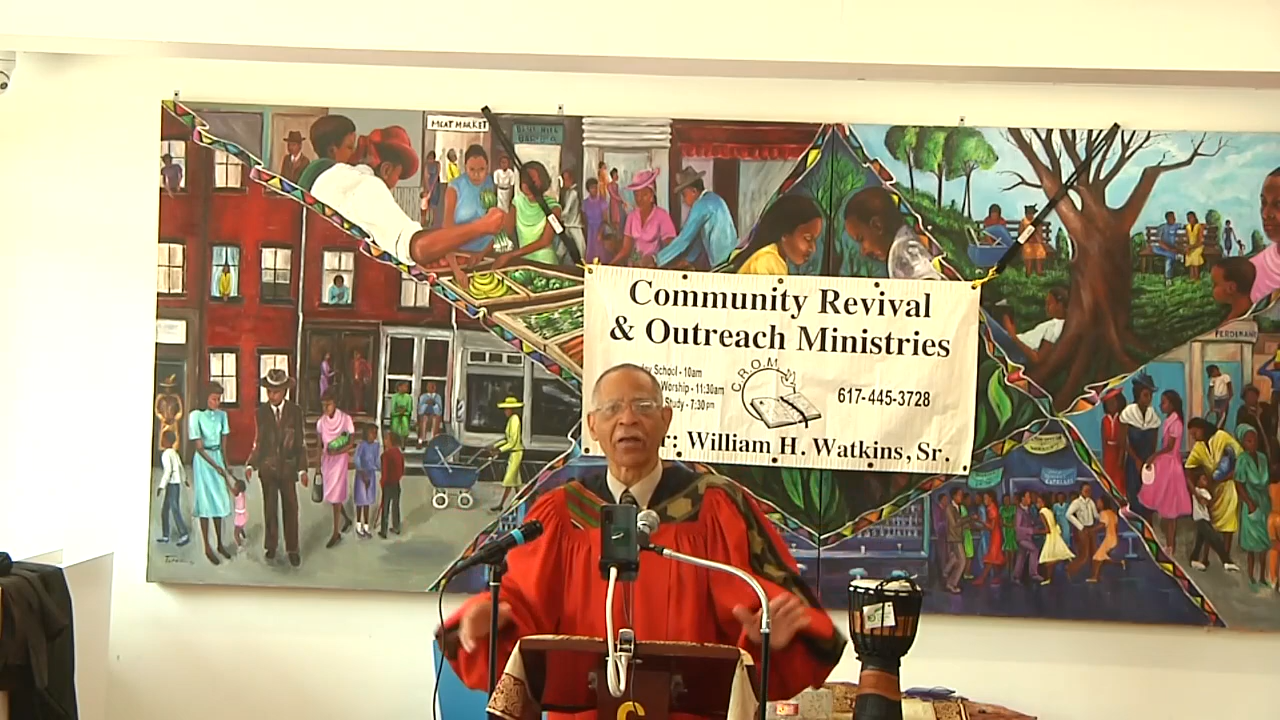 MEAT MARKET
Community Revival
& Outreach Ministries
School - 10am
Worship - 11:30am
Study - 7:30pm
C.R.O.M.
617-445-3728
William H. Watkins, Sr.